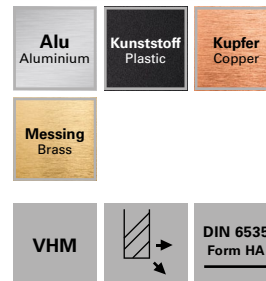 Alu
Aluminium
Kunststoff
Plastic
Kupfer
Copper
Messing
Brass
VHM
DIN 6535
Form HA